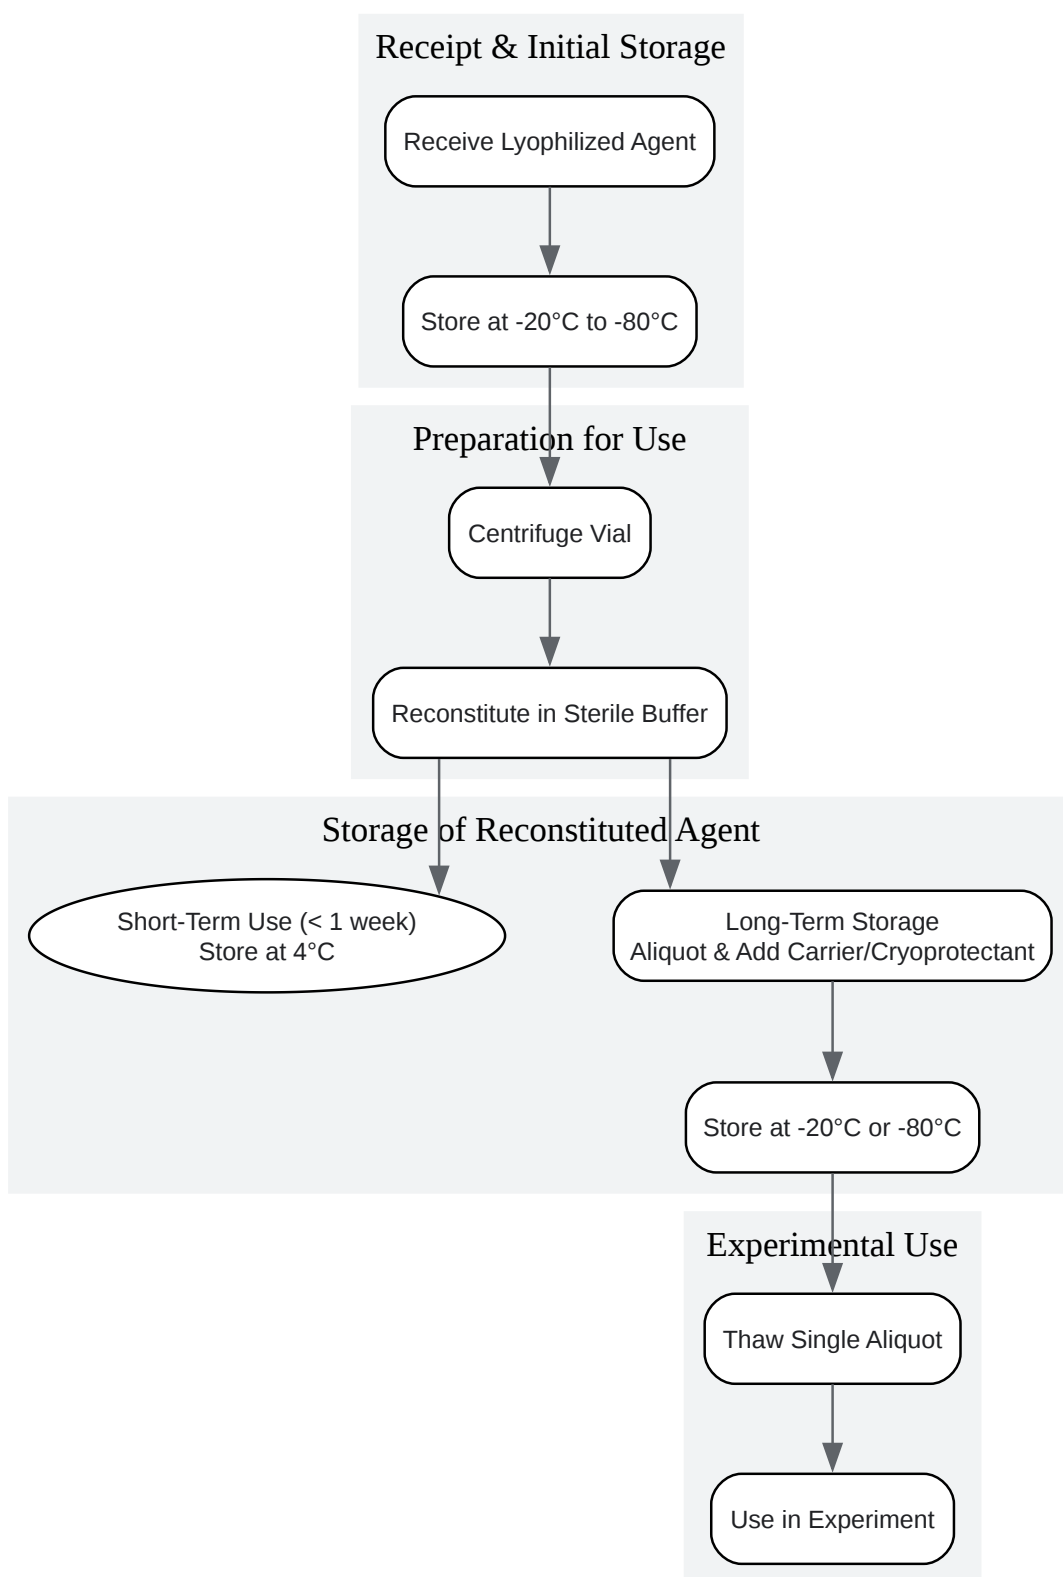 Receipt & Initial Storage
Receive Lyophilized Agent
Store at -20°C to -80°C
Preparation for Use
Centrifuge Vial
Reconstitute in Sterile Buffer
Storage of Reconstituted Agent
Short-Term Use (< 1 week)
Store at 4°C
Long-Term Storage
Aliquot & Add Carrier/Cryoprotectant
Store at -20°C or -80°C
Experimental Use
Thaw Single Aliquot
Use in Experiment